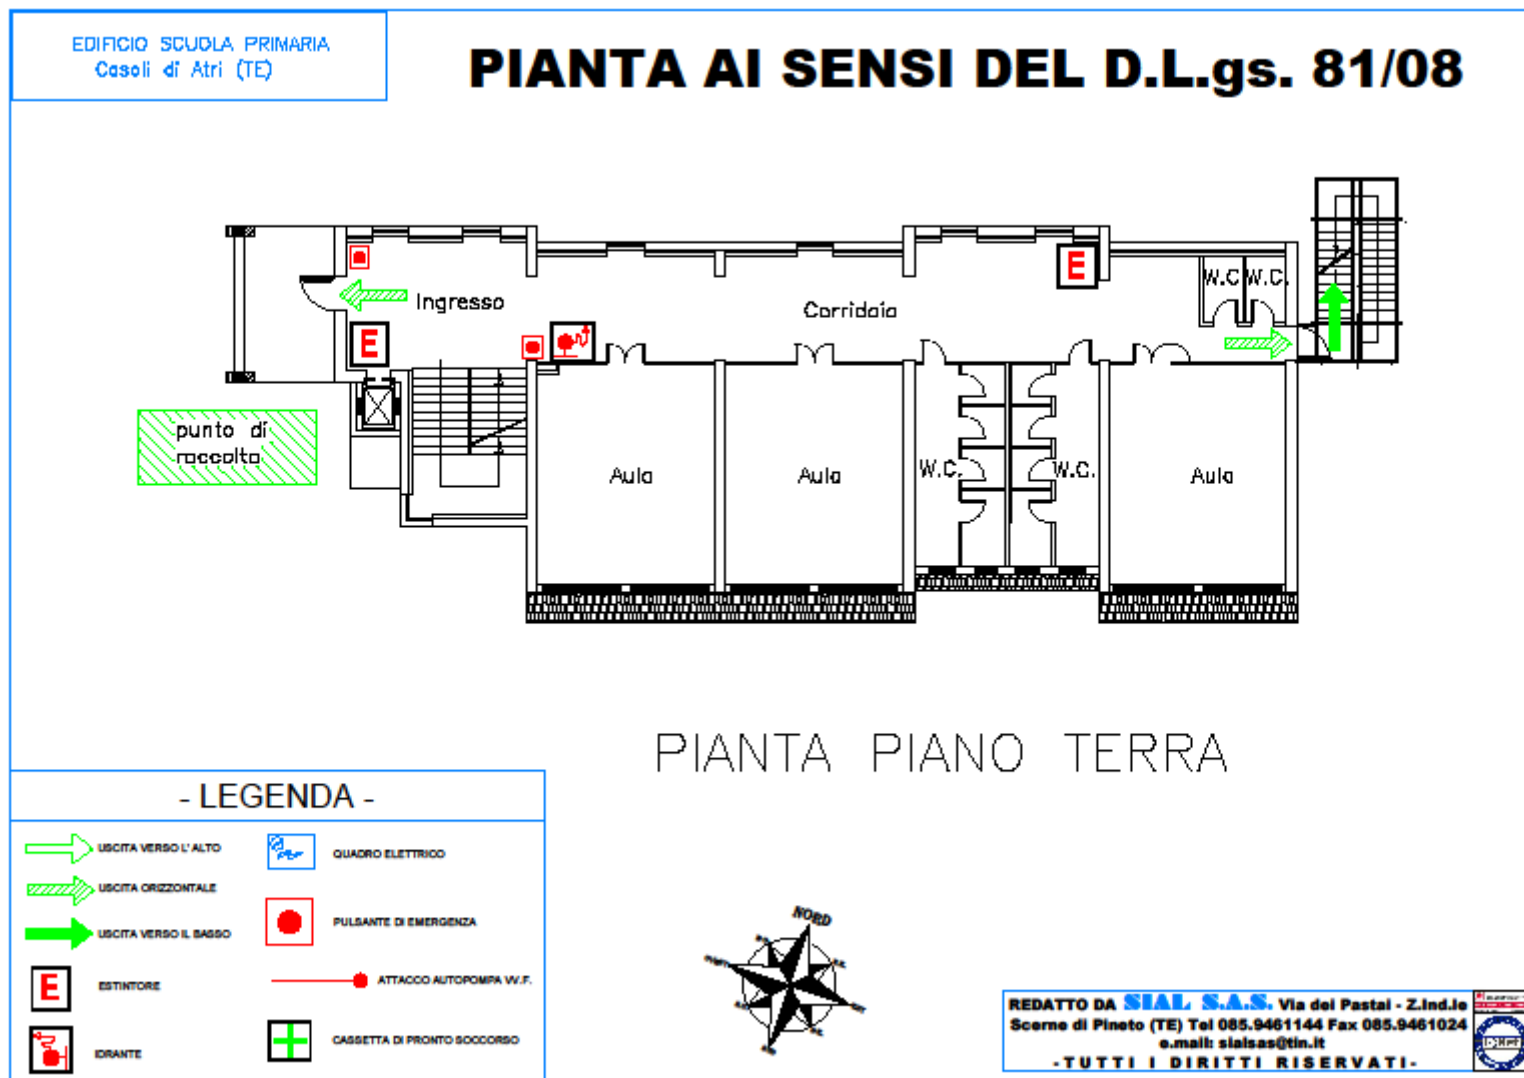 EDIFICIO SCUOLA PRIMARIA
Casoli di Atri (TE)
PIANTA AI SENSI DEL D.L.gs. 81/08
E
W.C.
W.C.
Ingresso
Corridoio
E
punto di
raccolta
Aula
Aula
W.C.
W.C.
Aula
PIANTA PIANO TERRA
- LEGENDA -
USCITA VERSO L'ALTO
QUADRO ELETTRICO
USCITA ORIZZONTALE
PULSANTE DI EMERGENZA
USCITA VERSO IL BASSO
E
ESTINTORE
ATTACCO AUTOPOMPA VV.F.
IDRANTE
CASSETTA DI PRONTO SOCCORSO
NORD
REDATTO DA SIAL S.A.S. Via dei Pastai - Z.Ind.le
Scerne di Pineto (TE) Tel 085.9461144 Fax 085.9461024
e.mail: sialsas@tin.it
-TUTTI I DIRITTI RISERVATI-